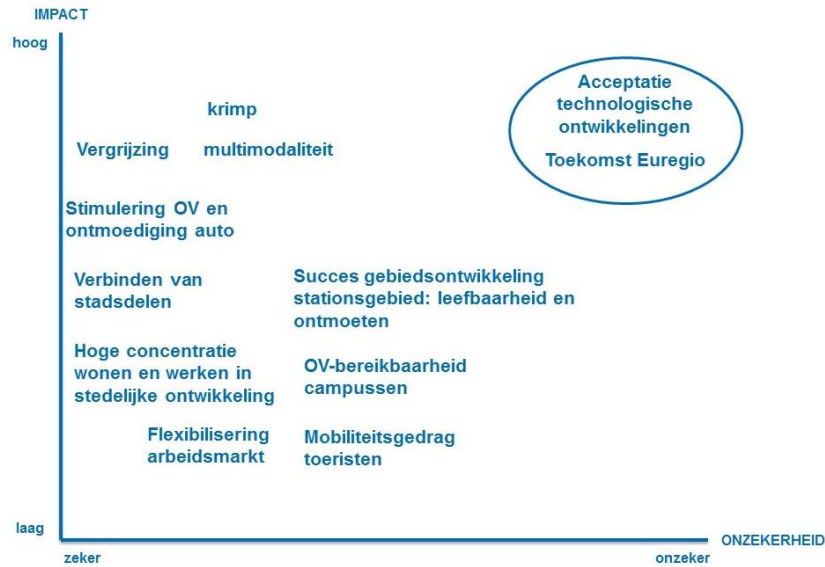 IMPACT
hoog
Acceptatie
technologische
ontwikkelingen
Toekomst Euregio
krimp
Vergrijzing
multimodaliteit
Stimulering OV en
ontmoediging auto
Verbinden van
stadsdelen
Succes gebiedsontwikkeling
stationsgebied: leefbaarheid en
ontmoeten
Hoge concentratie
wonen en werken in
stedelijke ontwikkeling
OV-bereikbaarheid
campussen
Flexibilisering
arbeidsmarkt
Mobiliteitsgedrag
toeristen
laag
zeker
onzeker
ONZEKERHEID